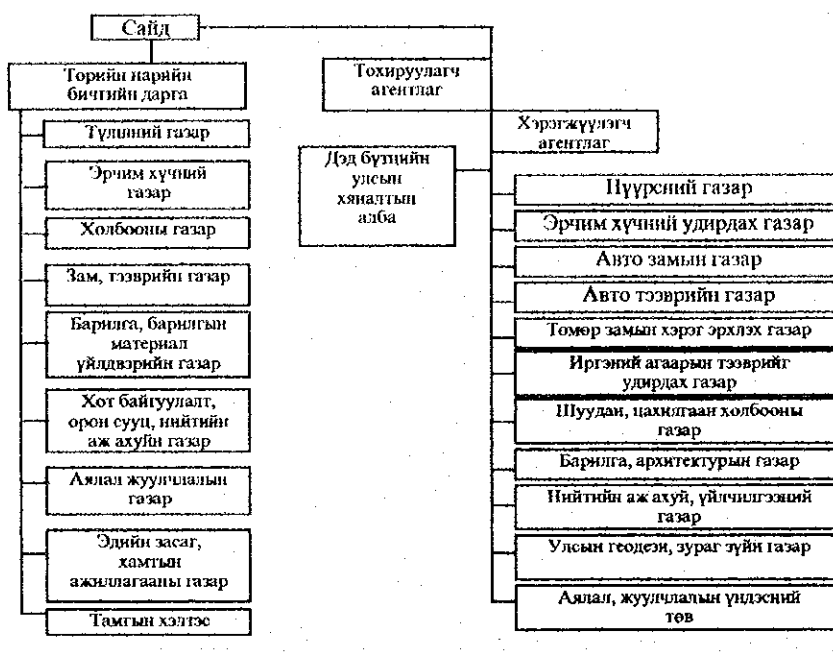 Сайд
Төрийн нарийн
бичгийн дарга
Түлшний газар
Эрчим хүчний
газар
Холбооны газар
Зам, тээврийн газар
Барилга, барилгын
материал
үйлдвэрийн газар
Хот байгуулалт,
орон сууц, нийтийн
аж ахуйн газар
Аялал жуулчлалын
газар
Эдийн засаг,
хамтын
ажиллагааны газар
Тамгын хэлтэс
Тохируулагч
агентлаг
Дэд бүтцийн
улсын
хяналтын
алба
Хэрэгжүүлэгч
агентлаг
Нүүрсний газар
Эрчим хүчний удирдах газар
Авто замын газар
Авто тээврийн газар
Төмөр замын хэрэг эрхлэх газар
Иргэний агаарын тээврийг
удирдах газар
Шуудан, цахилгаан холбооны
газар
Барилга, архитектурын газар
Нийтийн аж ахуй, үйлчилгээний
газар
Улсын геодези, зураг зүйн газар
Аялал, жуулчлалын үндэсний
төв